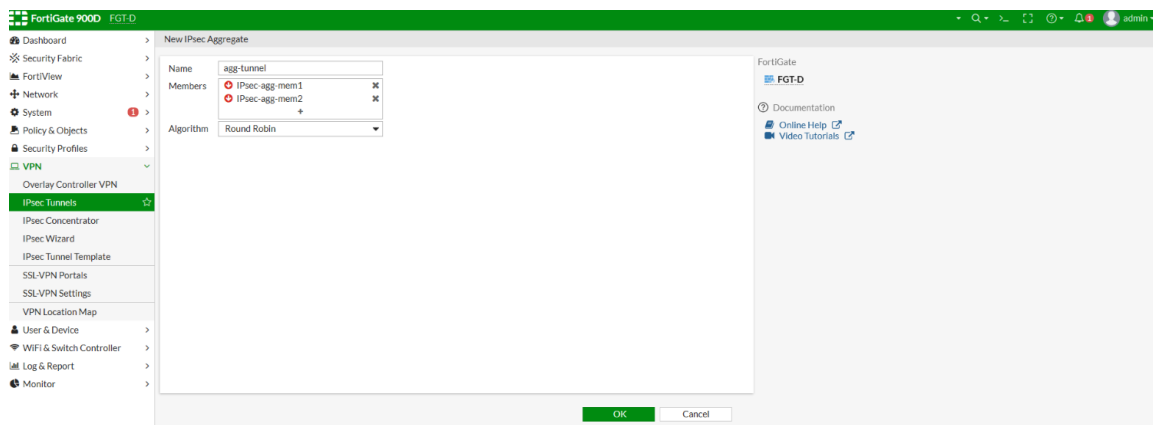 FortiGate 900D FGT-D
1 admin
Dashboard
Security Fabric
FortiView
Network
System 1
Policy & Objects
Security Profiles
VPN
Overlay Controller VPN
IPsec Tunnels
IPsec Concentrator
IPsec Wizard
IPsec Tunnel Template
SSL-VPN Portals
SSL-VPN Settings
VPN Location Map
User & Device
WiFi & Switch Controller
Log & Report
Monitor
New IPsec Aggregate
Name agg-tunnel
Members IPsec-agg-mem1
IPsec-agg-mem2
Algorithm Round Robin
OK Cancel
FortiGate
FGT-D
Documentation
Online Help
Video Tutorials